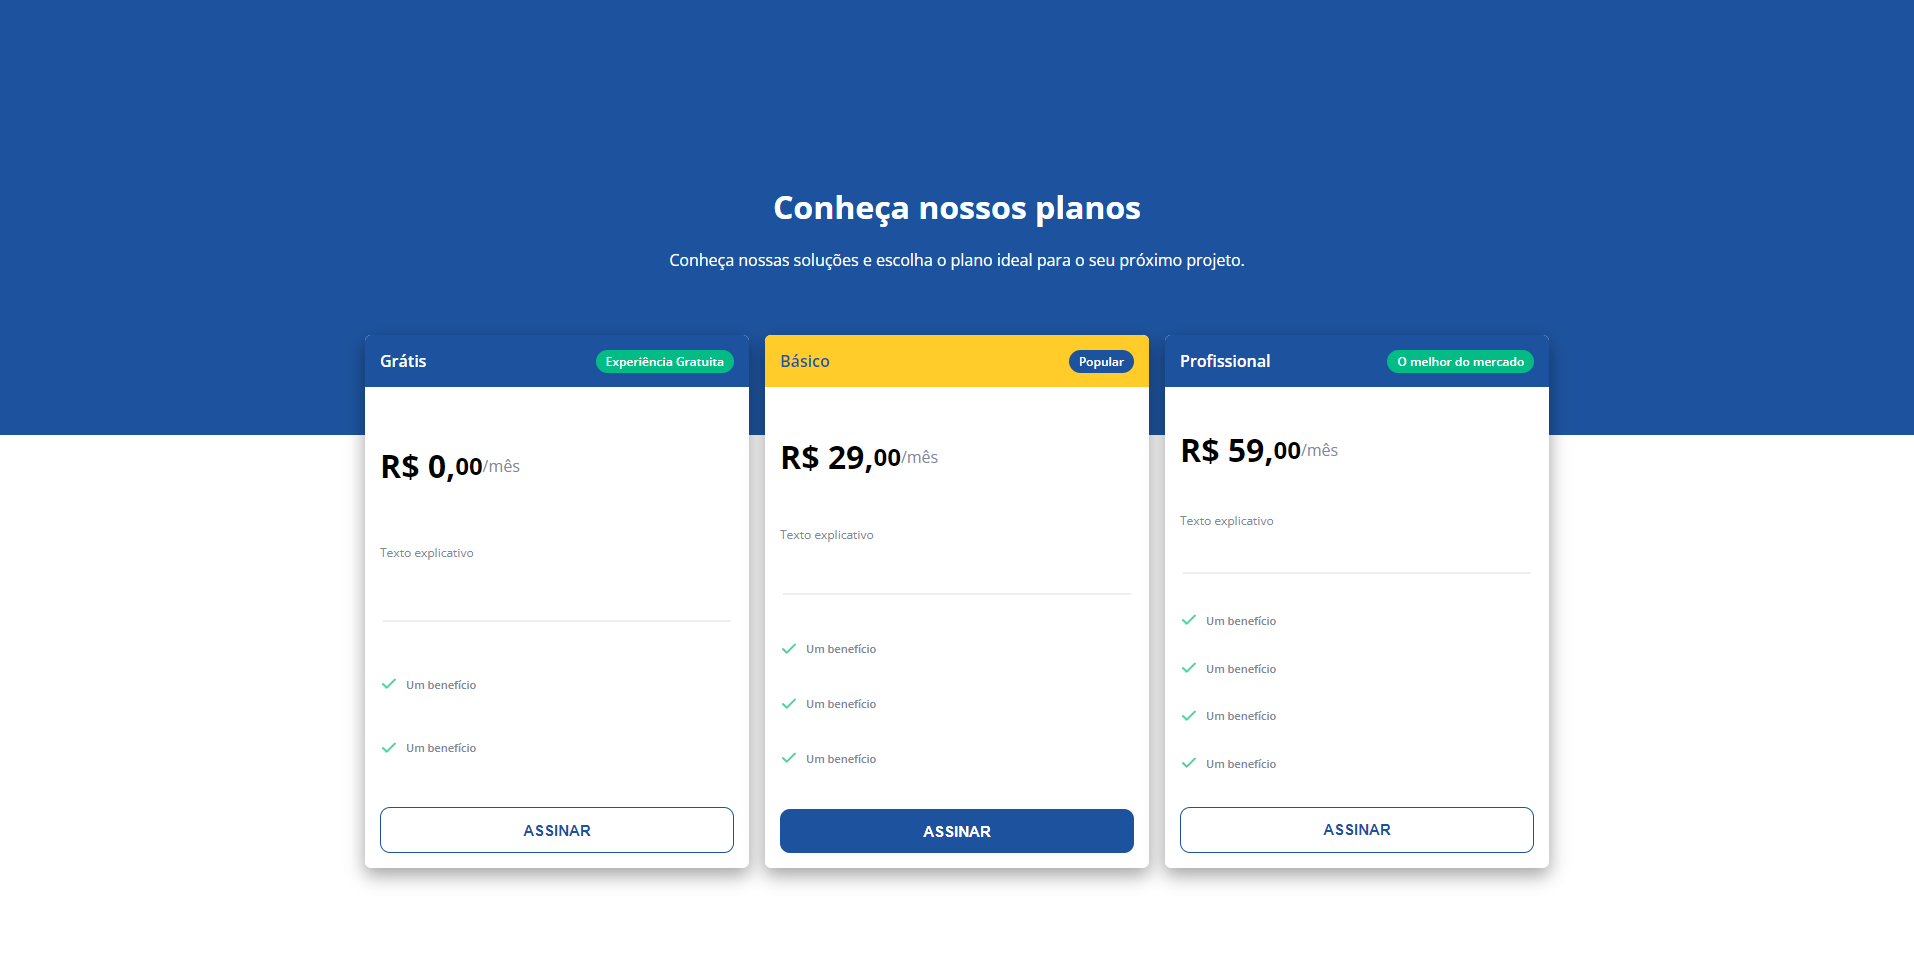 Conheça nossos planos
Conheça nossas soluções e escolha o plano ideal para o seu próximo projeto.
Grátis
Experiência Gratuita
R$ 0,00/mês
Texto explicativo
Um benefício
Um benefício
ASSINAR
Básico
Popular
R$ 29,00/mês
Texto explicativo
Um benefício
Um benefício
Um benefício
ASSINAR
Profissional
O melhor do mercado
R$ 59,00/mês
Texto explicativo
Um benefício
Um benefício
Um benefício
Um benefício
ASSINAR